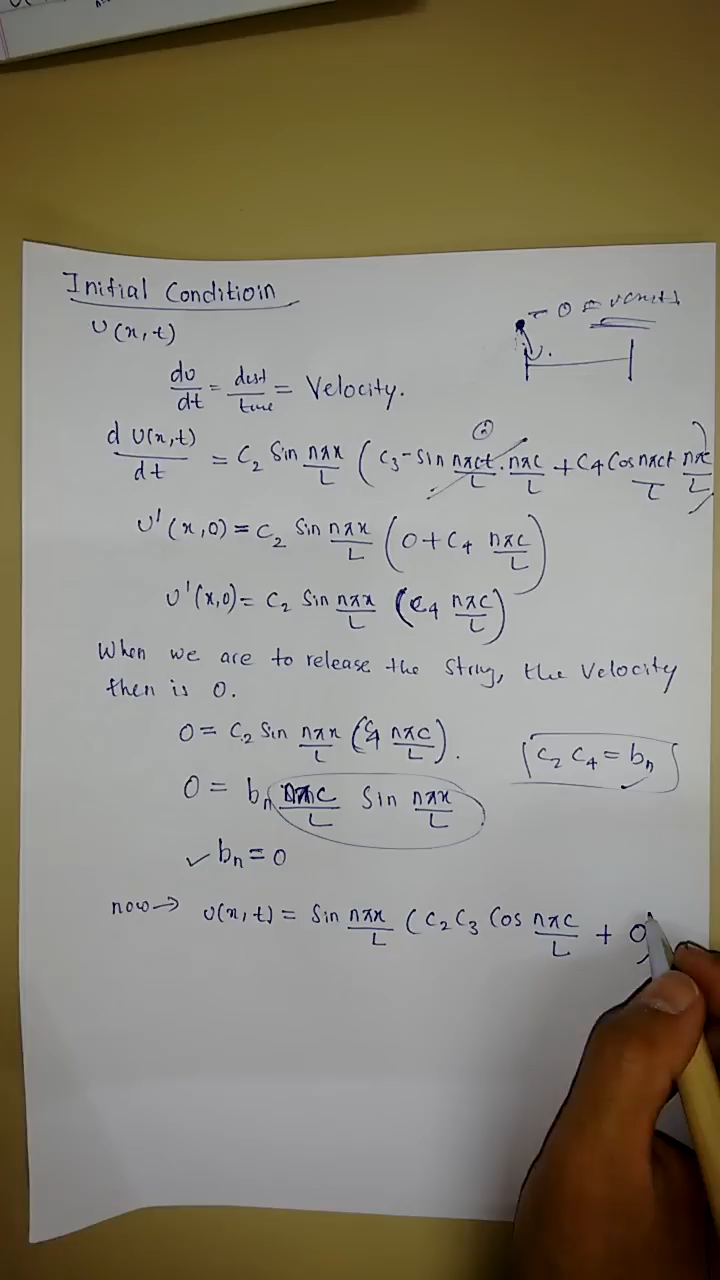 Initial Conditioin
U(x,t)
du/dt = dist/time = Velocity.
d U(x,t)/dt = C2 Sin nπx/L (C3 -Sin nπct/L . nπc/L + C4 Cos nπct/L nπc/L)
U'(x,0) = C2 Sin nπx/L (0 + C4 nπc/L)
U'(x,0) = C2 Sin nπx/L (C4 nπc/L)
When we are to release the string, the Velocity
then is 0.
0 = C2 Sin nπx/L (C4 nπc/L).
C2 C4 = bn
0 = bn nπc/L Sin nπx/L
✓ bn = 0
now → U(x,t) = Sin nπx/L (C2 C3 Cos nπc/L + 0)